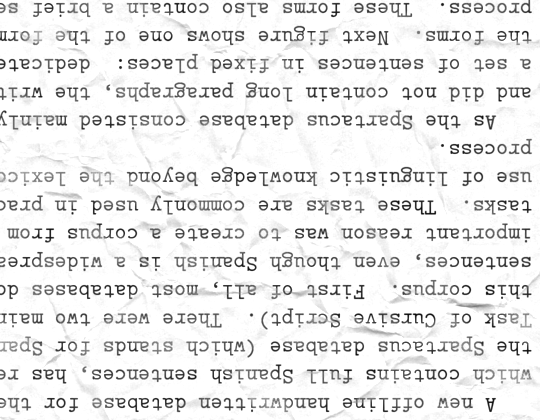 A new offline handwritten database for the
which contains full Spanish sentences, has re
the Spartacus database (which stands for Spar
Task of Cursive Script). There were two main
this corpus. First of all, most databases do
sentences, even though Spanish is a widesprea
important reason was to create a corpus from
tasks. These tasks are commonly used in prac
use of linguistic knowledge beyond the lexico
process.
As the Spartacus database consisted mainly
and did not contain long paragraphs, the writ
a set of sentences in fixed places: dedicate
the forms. Next figure shows one of the form
process. These forms also contain a brief se